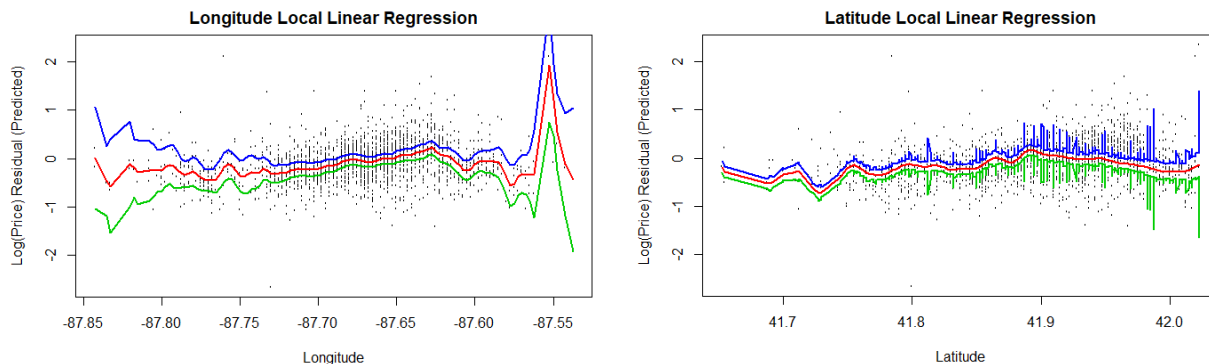 Longitude Local Linear Regression
Log(Price) Residual (Predicted)
2
1
0
-1
-2
-87.85 -87.80 -87.75 -87.70 -87.65 -87.60 -87.55
Longitude
Latitude Local Linear Regression
Log(Price) Residual (Predicted)
2
1
0
-1
-2
41.7 41.8 41.9 42.0
Latitude